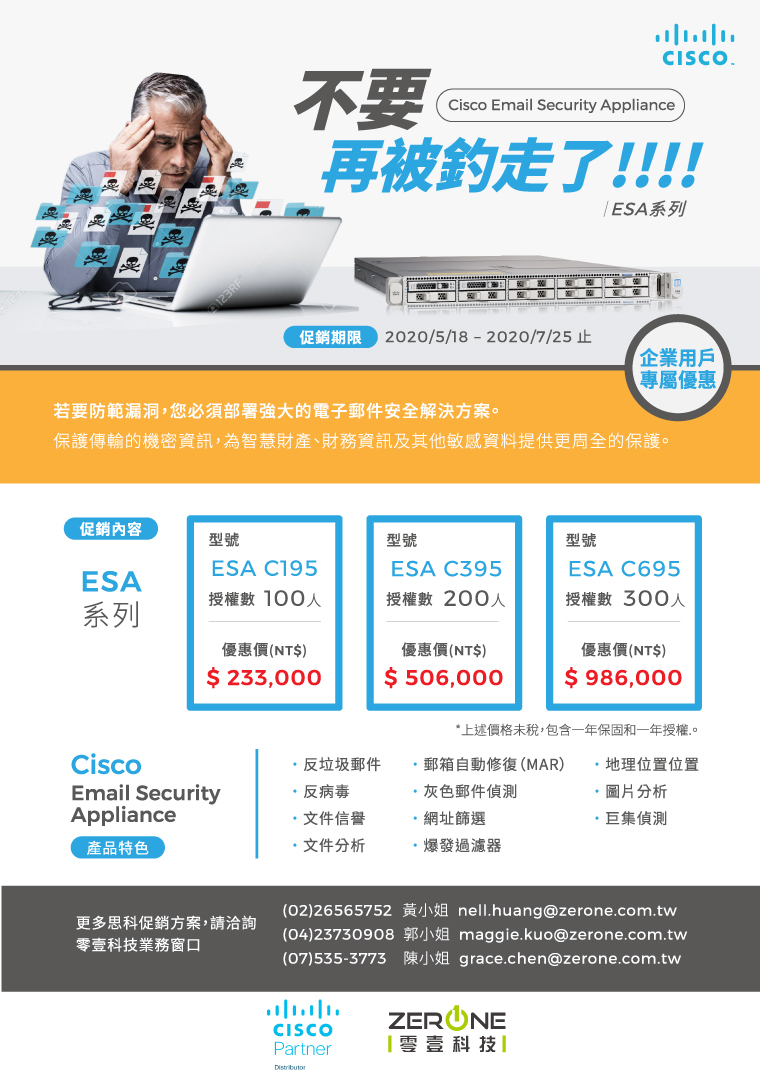 CISCO
不要
Cisco Email Security Appliance
再被釣走了!!!!
ESA系列
促銷期限 2020/5/18 – 2020/7/25 止
企業用戶
專屬優惠
若要防範漏洞，您必須部署強大的電子郵件安全解決方案。
保護傳輸的機密資訊，為智慧財產、財務資訊及其他敏感資料提供更周全的保護。
促銷內容
ESA
系列
型號
ESA C195
授權數 100人
優惠價(NT$)
$ 233,000
型號
ESA C395
授權數 200人
優惠價(NT$)
$ 506,000
型號
ESA C695
授權數 300人
優惠價(NT$)
$ 986,000
*上述價格未稅，包含一年保固和一年授權.。
Cisco
Email Security
Appliance
產品特色
・反垃圾郵件
・反病毒
・文件信譽
・文件分析
・郵箱自動修復（MAR）
・灰色郵件偵測
・網址篩選
・爆發過濾器
・地理位置位置
・圖片分析
・巨集偵測
更多思科促銷方案，請洽詢
零壹科技業務窗口
(02)26565752 黃小姐 nell.huang@zerone.com.tw
(04)23730908 郭小姐 maggie.kuo@zerone.com.tw
(07)535-3773 陳小姐 grace.chen@zerone.com.tw
CISCO
Partner
Distributor
ZERONE
零壹科技